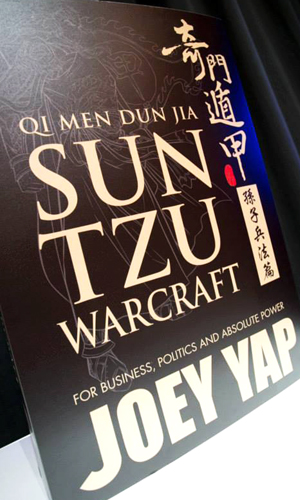 奇門遁甲
孫子兵法篇
QI MEN DUN JIA
SUN
TZU
WARCRAFT
FOR BUSINESS, POLITICS AND ABSOLUTE POWER
JOEY YAP